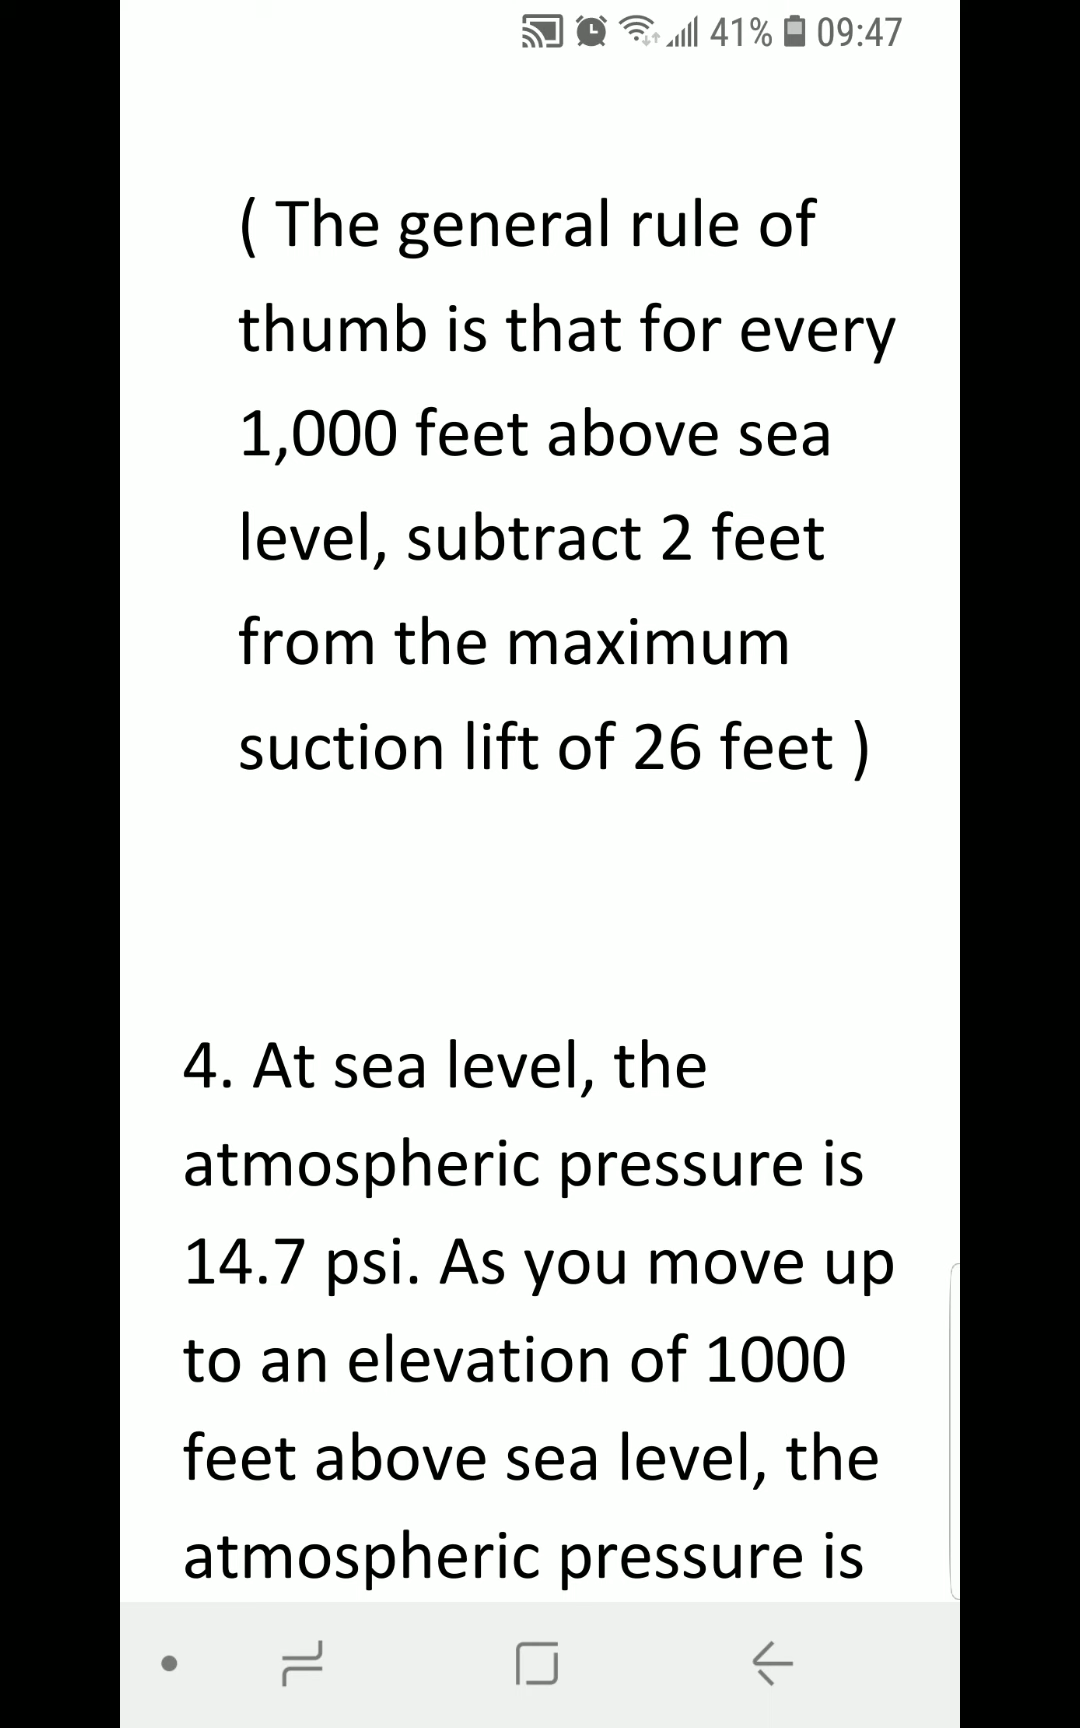 41% 09:47
( The general rule of
thumb is that for every
1,000 feet above sea
level, subtract 2 feet
from the maximum
suction lift of 26 feet )
4. At sea level, the
atmospheric pressure is
14.7 psi. As you move up
to an elevation of 1000
feet above sea level, the
atmospheric pressure is